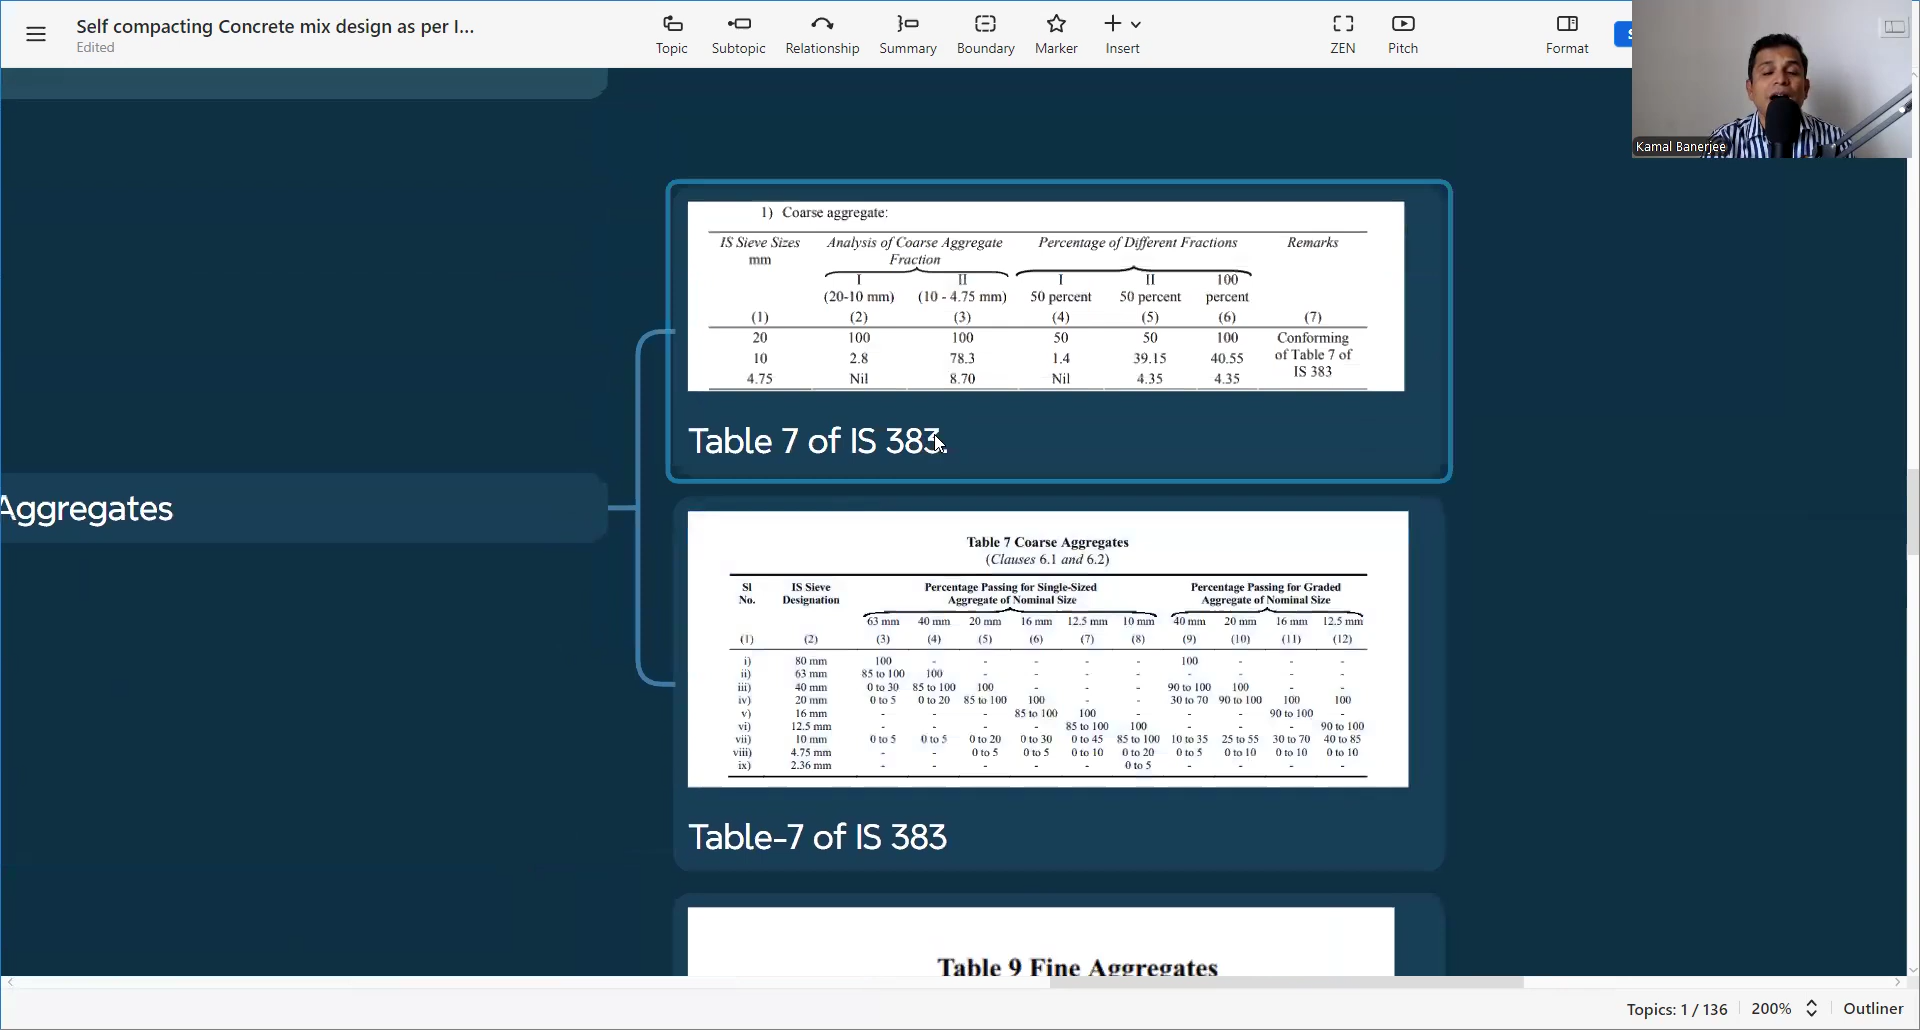 Self compacting Concrete mix design as per I...
Edited
Topic Subtopic Relationship Summary Boundary Marker Insert ZEN Pitch Format
Kamal Banerjee
1) Coarse aggregate:
IS Sieve Sizes Analysis of Coarse Aggregate Percentage of Different Fractions Remarks
mm Fraction
I II I II 100
(20-10 mm) (10 - 4.75 mm) 50 percent 50 percent percent
(1) (2) (3) (4) (5) (6) (7)
20 100 100 50 50 100 Conforming
10 2.8 78.3 1.4 39.15 40.55 of Table 7 of
4.75 Nil 8.70 Nil 4.35 4.35 IS 383
Table 7 of IS 383.
Aggregates
Table 7 Coarse Aggregates
(Clauses 6.1 and 6.2)
Sl IS Sieve Percentage Passing for Single-Sized Percentage Passing for Graded
No. Designation Aggregate of Nominal Size Aggregate of Nominal Size
63 mm 40 mm 20 mm 16 mm 12.5 mm 10 mm 40 mm 20 mm 16 mm 12.5 mm
(1) (2) (3) (4) (5) (6) (7) (8) (9) (10) (11) (12)
i) 80 mm 100 - - - - - 100 - - -
ii) 63 mm 85 to 100 100 - - - - - - - -
iii) 40 mm 0 to 30 85 to 100 100 - - - 90 to 100 100 - -
iv) 20 mm 0 to 5 0 to 20 85 to 100 100 - - 30 to 70 90 to 100 100 100
v) 16 mm - - - 85 to 100 100 - - - 90 to 100 -
vi) 12.5 mm - - - - 85 to 100 100 - - - 90 to 100
vii) 10 mm 0 to 5 0 to 5 0 to 20 0 to 30 0 to 45 85 to 100 10 to 35 25 to 55 30 to 70 40 to 85
viii) 4.75 mm - - 0 to 5 0 to 5 0 to 10 0 to 20 0 to 5 0 to 10 0 to 10 0 to 10
ix) 2.36 mm - - - - - 0 to 5 - - - -
Table-7 of IS 383
Table 9 Fine Aggregates
Topics: 1 / 136 200% Outliner